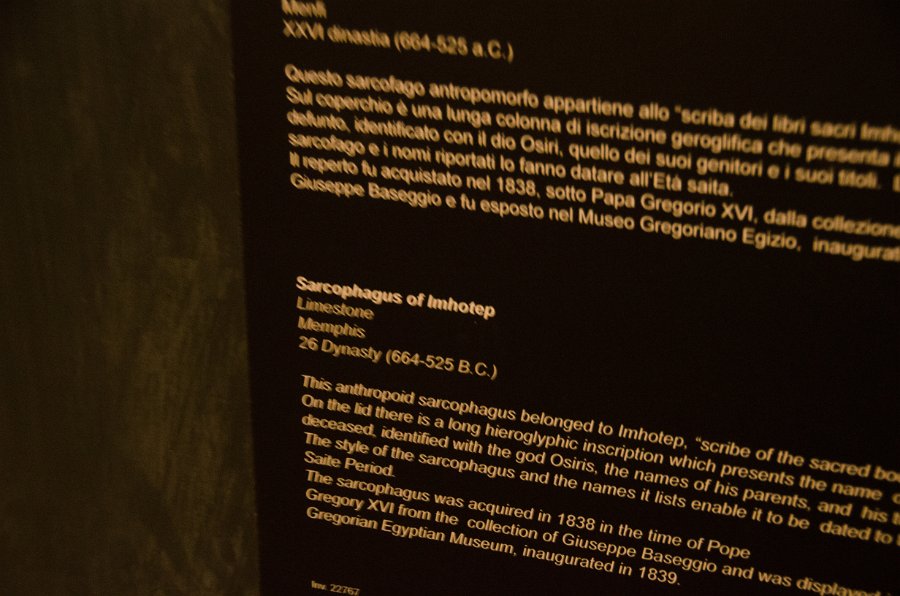 Menfi
XXVI dinastia (664-525 a.C.)
Questo sarcofago antropomorfo appartiene allo “scriba dei libri sacri Imh
Sul coperchio è una lunga colonna di iscrizione geroglifica che presenta
defunto, identificato con il dio Osiri, quello dei suoi genitori e i suoi titoli.
sarcofago e i nomi riportati lo fanno datare all'Età saita.
Il reperto fu acquistato nel 1838, sotto Papa Gregorio XVI, dalla collezione
Giuseppe Baseggio e fu esposto nel Museo Gregoriano Egizio, inaugurat
Sarcophagus of Imhotep
Limestone
Memphis
26 Dynasty (664-525 B.C.)
This anthropoid sarcophagus belonged to Imhotep, “scribe of the sacred boo
On the lid there is a long hieroglyphic inscription which presents the name
deceased, identified with the god Osiris, the names of his parents, and his
The style of the sarcophagus and the names it lists enable it to be dated to
Saite Period.
The sarcophagus was acquired in 1838 in the time of Pope
Gregory XVI from the collection of Giuseppe Baseggio and was displayed
Gregorian Egyptian Museum, inaugurated in 1839.
Inv. 22767